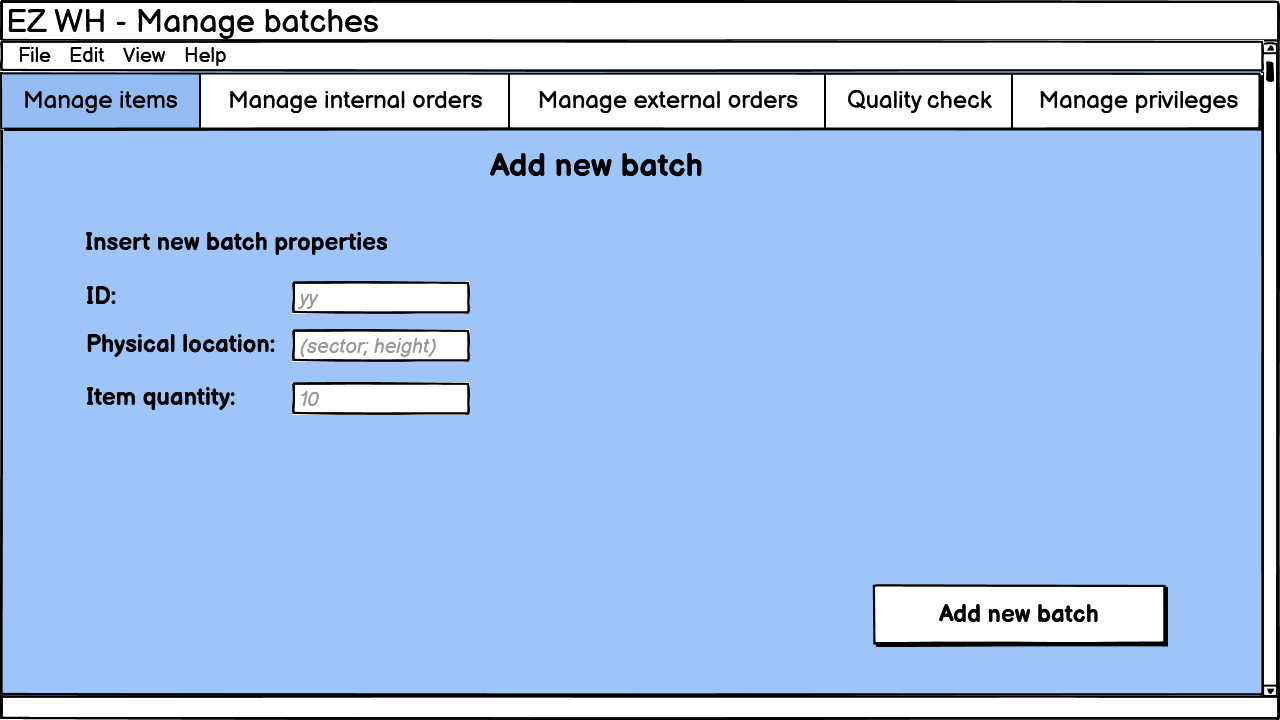 EZ WH - Manage batches
File Edit View Help
Manage items Manage internal orders Manage external orders Quality check Manage privileges
Add new batch
Insert new batch properties
ID: yy
Physical location: (sector; height)
Item quantity: 10
Add new batch